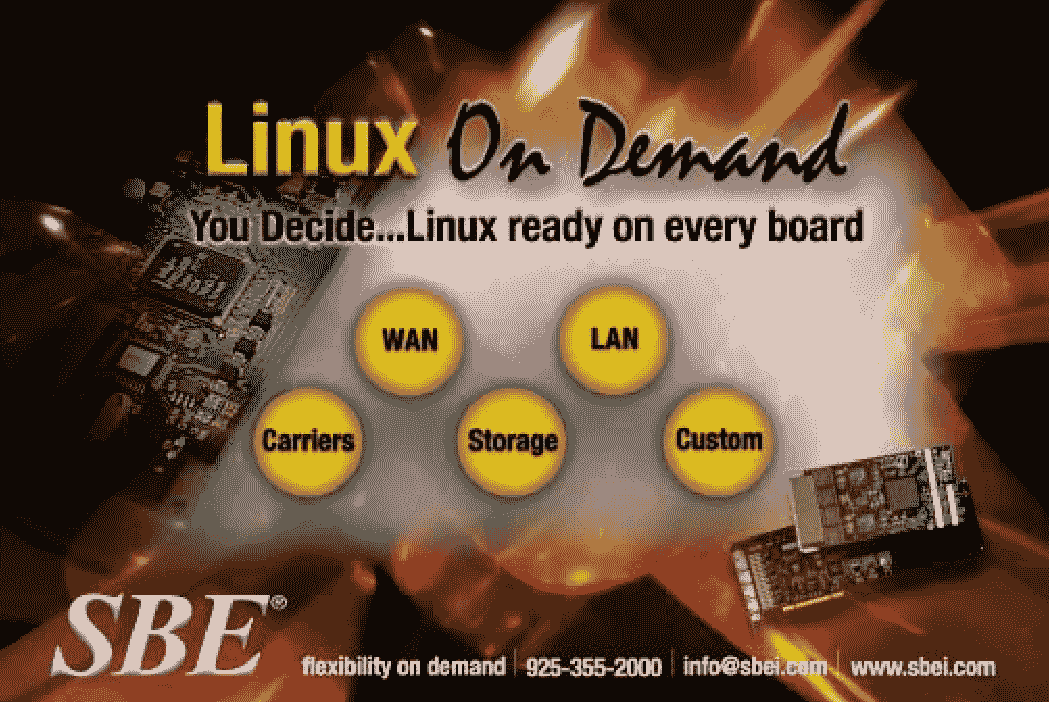 Linux On Demand
You Decide...Linux ready on every board
WAN
LAN
Carriers
Storage
Custom
SBE®
flexibility on demand | 925-355-2000 | info@sbei.com | www.sbei.com